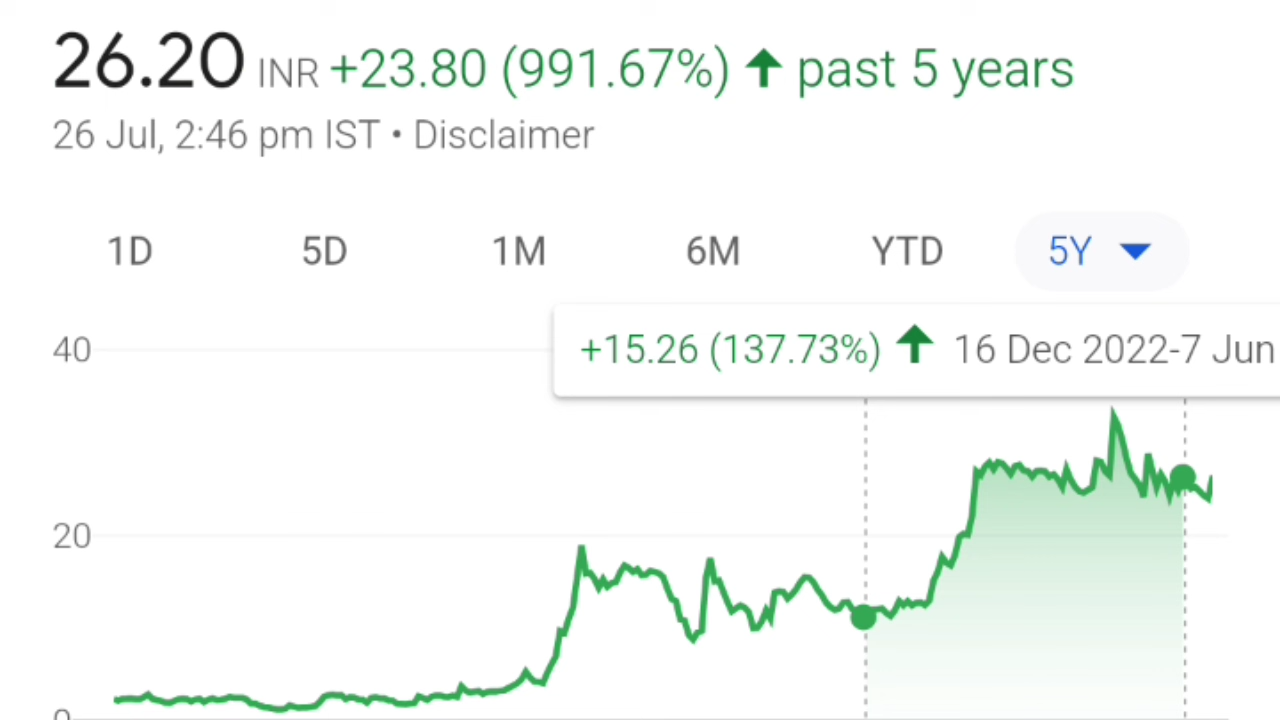 26.20 INR +23.80 (991.67%) ↑ past 5 years
26 Jul, 2:46 pm IST • Disclaimer
1D 5D 1M 6M YTD 5Y
+15.26 (137.73%) ↑ 16 Dec 2022-7 Jun
40
20
0